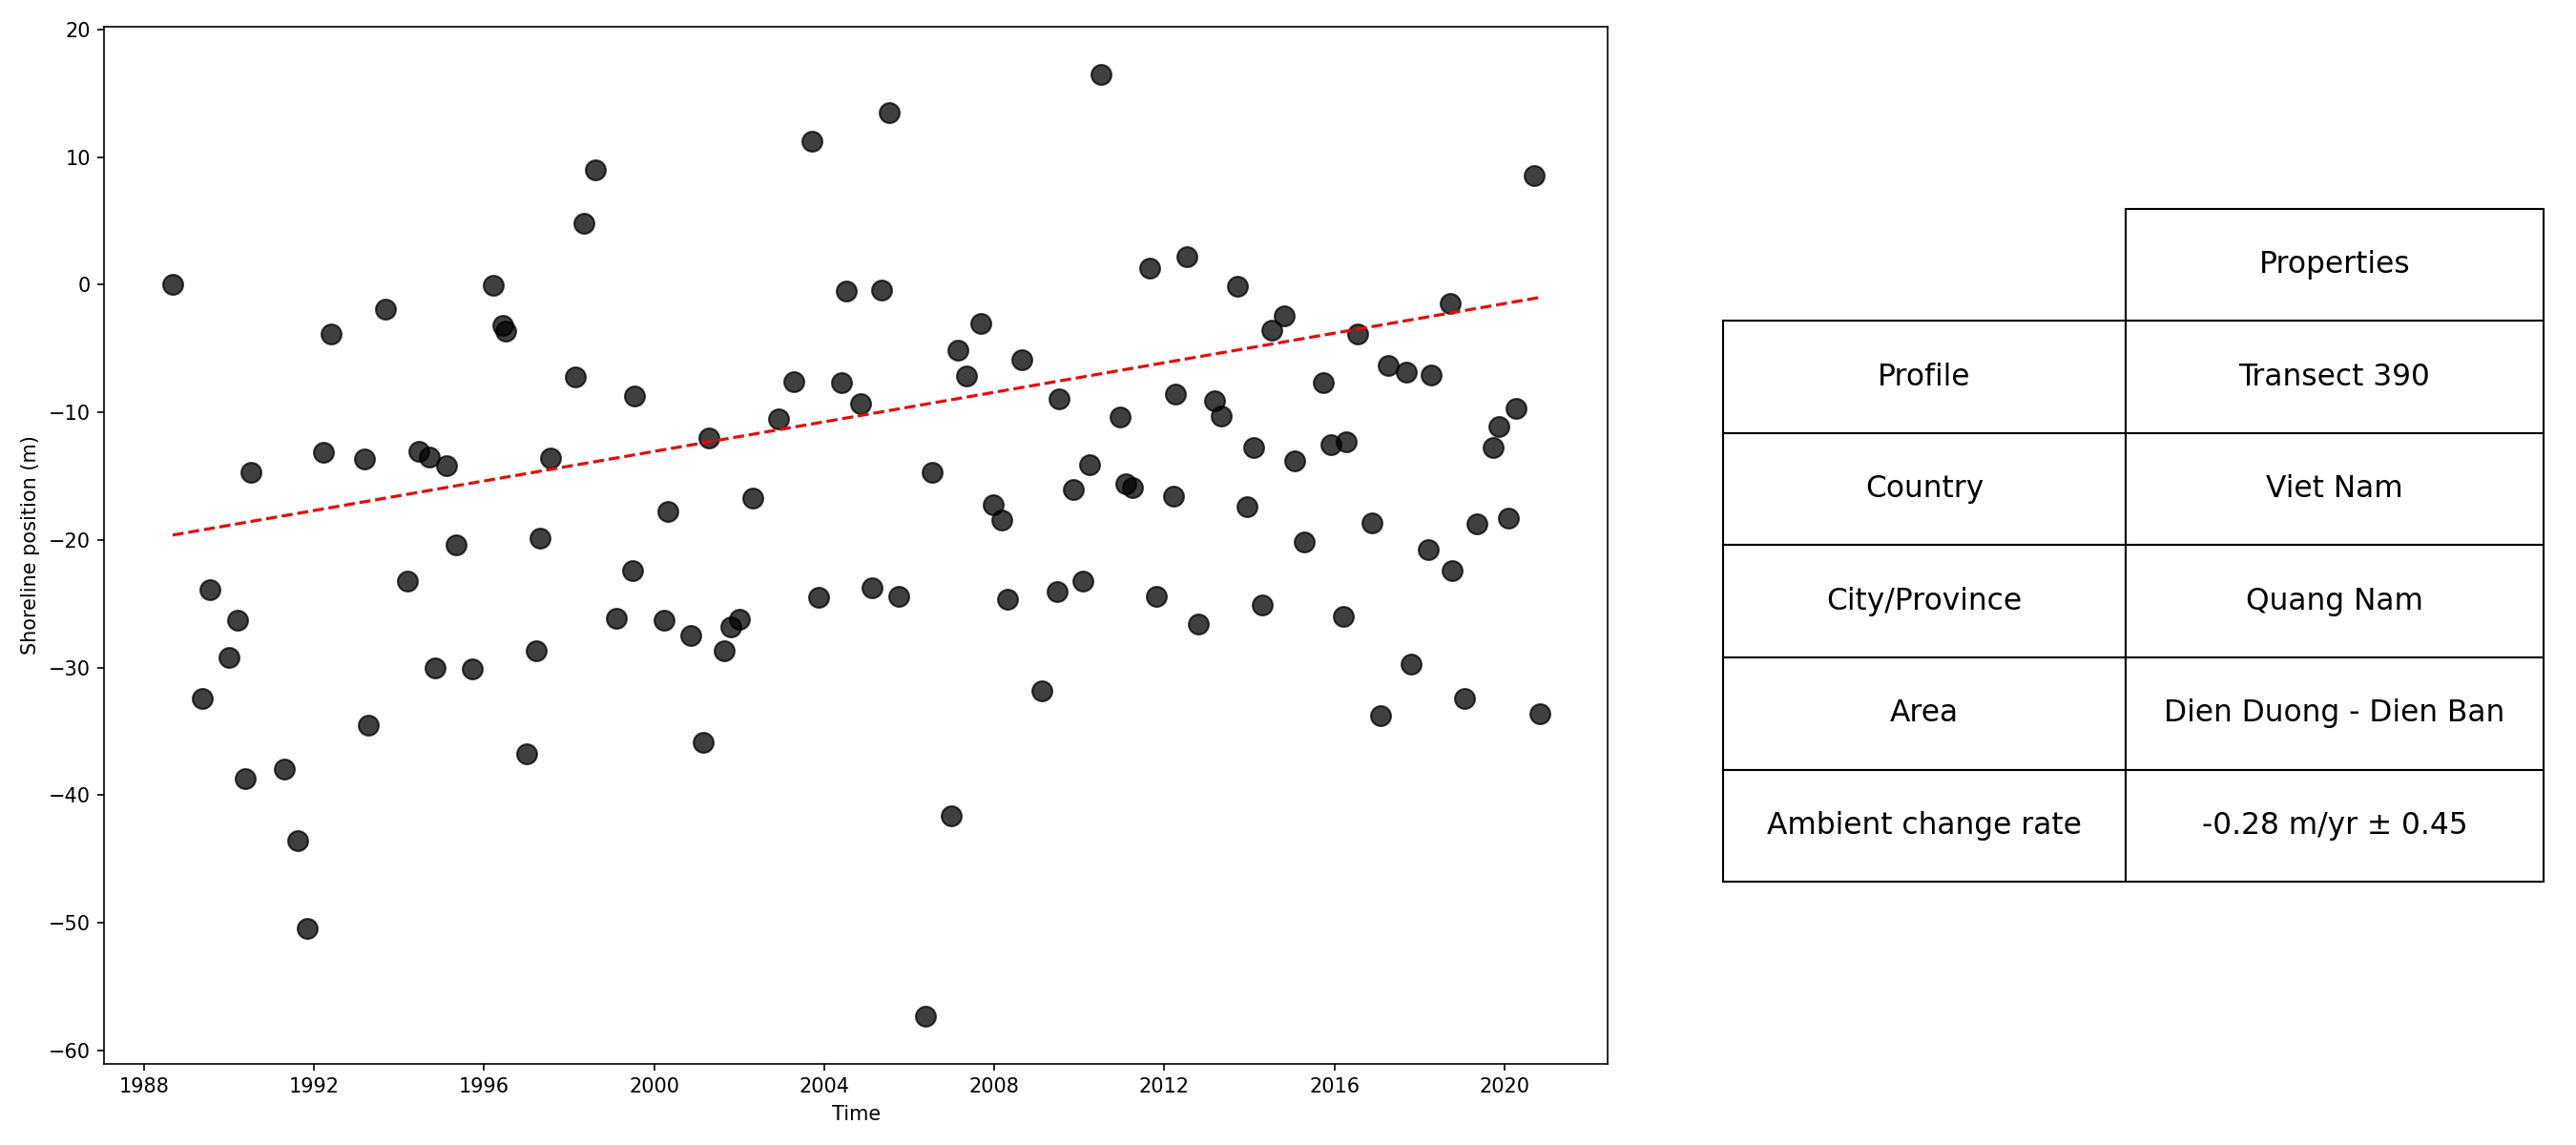 20
10
0
−10
−20
−30
−40
−50
−60
Shoreline position (m)
1988 1992 1996 2000 2004 2008 2012 2016 2020
Time
Properties
Profile Transect 390
Country Viet Nam
City/Province Quang Nam
Area Dien Duong - Dien Ban
Ambient change rate -0.28 m/yr ± 0.45